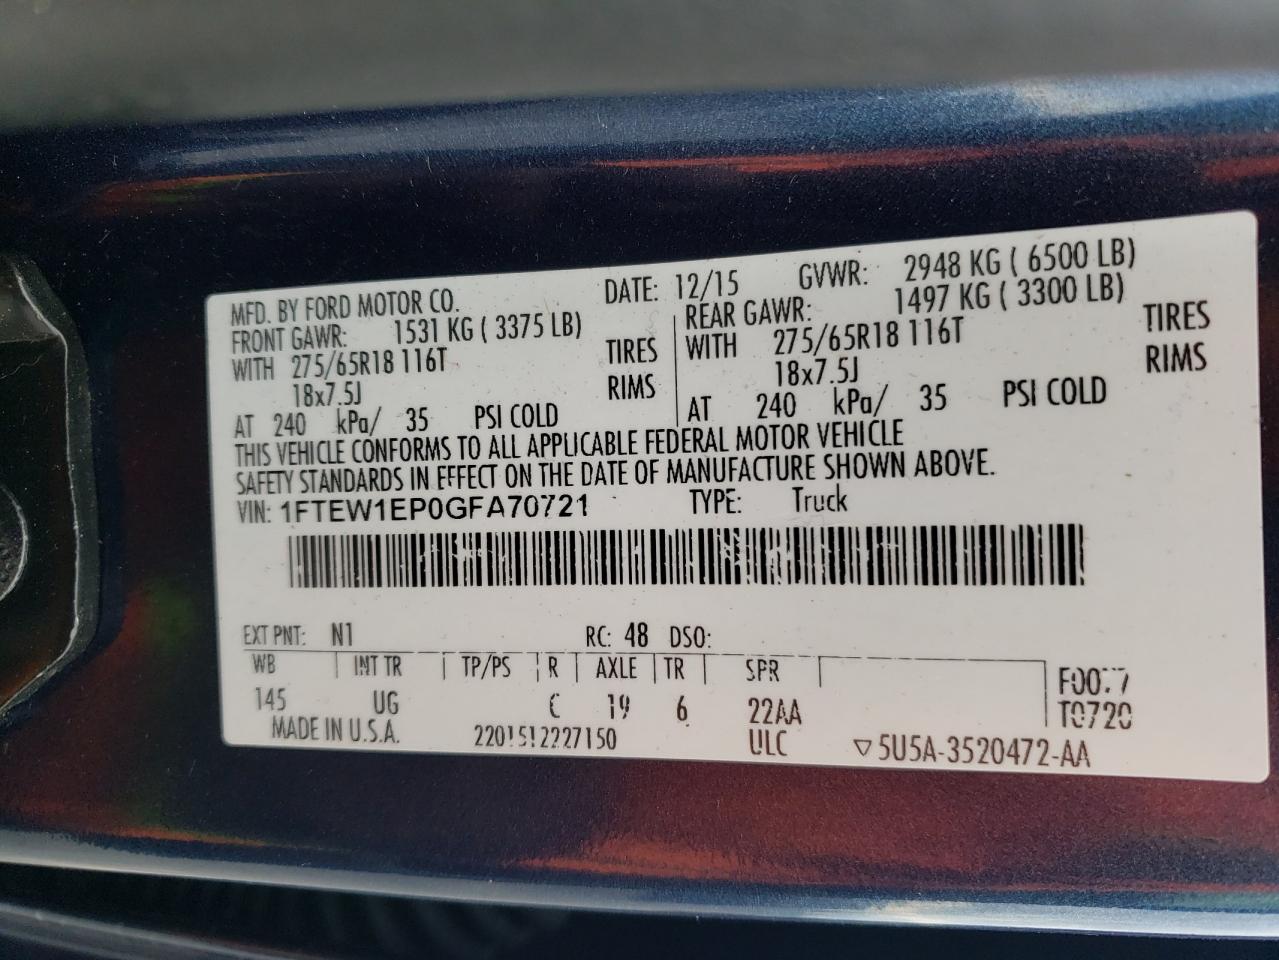 MFD. BY FORD MOTOR CO. DATE: 12/15 GVWR: 2948 KG ( 6500 LB)
FRONT GAWR: 1531 KG ( 3375 LB) REAR GAWR: 1497 KG ( 3300 LB)
WITH 275/65R18 116T TIRES WITH 275/65R18 116T TIRES
18x7.5J RIMS 18x7.5J RIMS
AT 240 kPa/ 35 PSI COLD AT 240 kPa/ 35 PSI COLD
THIS VEHICLE CONFORMS TO ALL APPLICABLE FEDERAL MOTOR VEHICLE
SAFETY STANDARDS IN EFFECT ON THE DATE OF MANUFACTURE SHOWN ABOVE.
VIN: 1FTEW1EP0GFA70721 TYPE: Truck
EXT PNT: N1 RC: 48 DSO:
WB INT TR TP/PS R AXLE TR SPR
145 UG C 19 6 22AA T0720
MADE IN U.S.A. 2201512227150 ULC ▽5U5A-3520472-AA